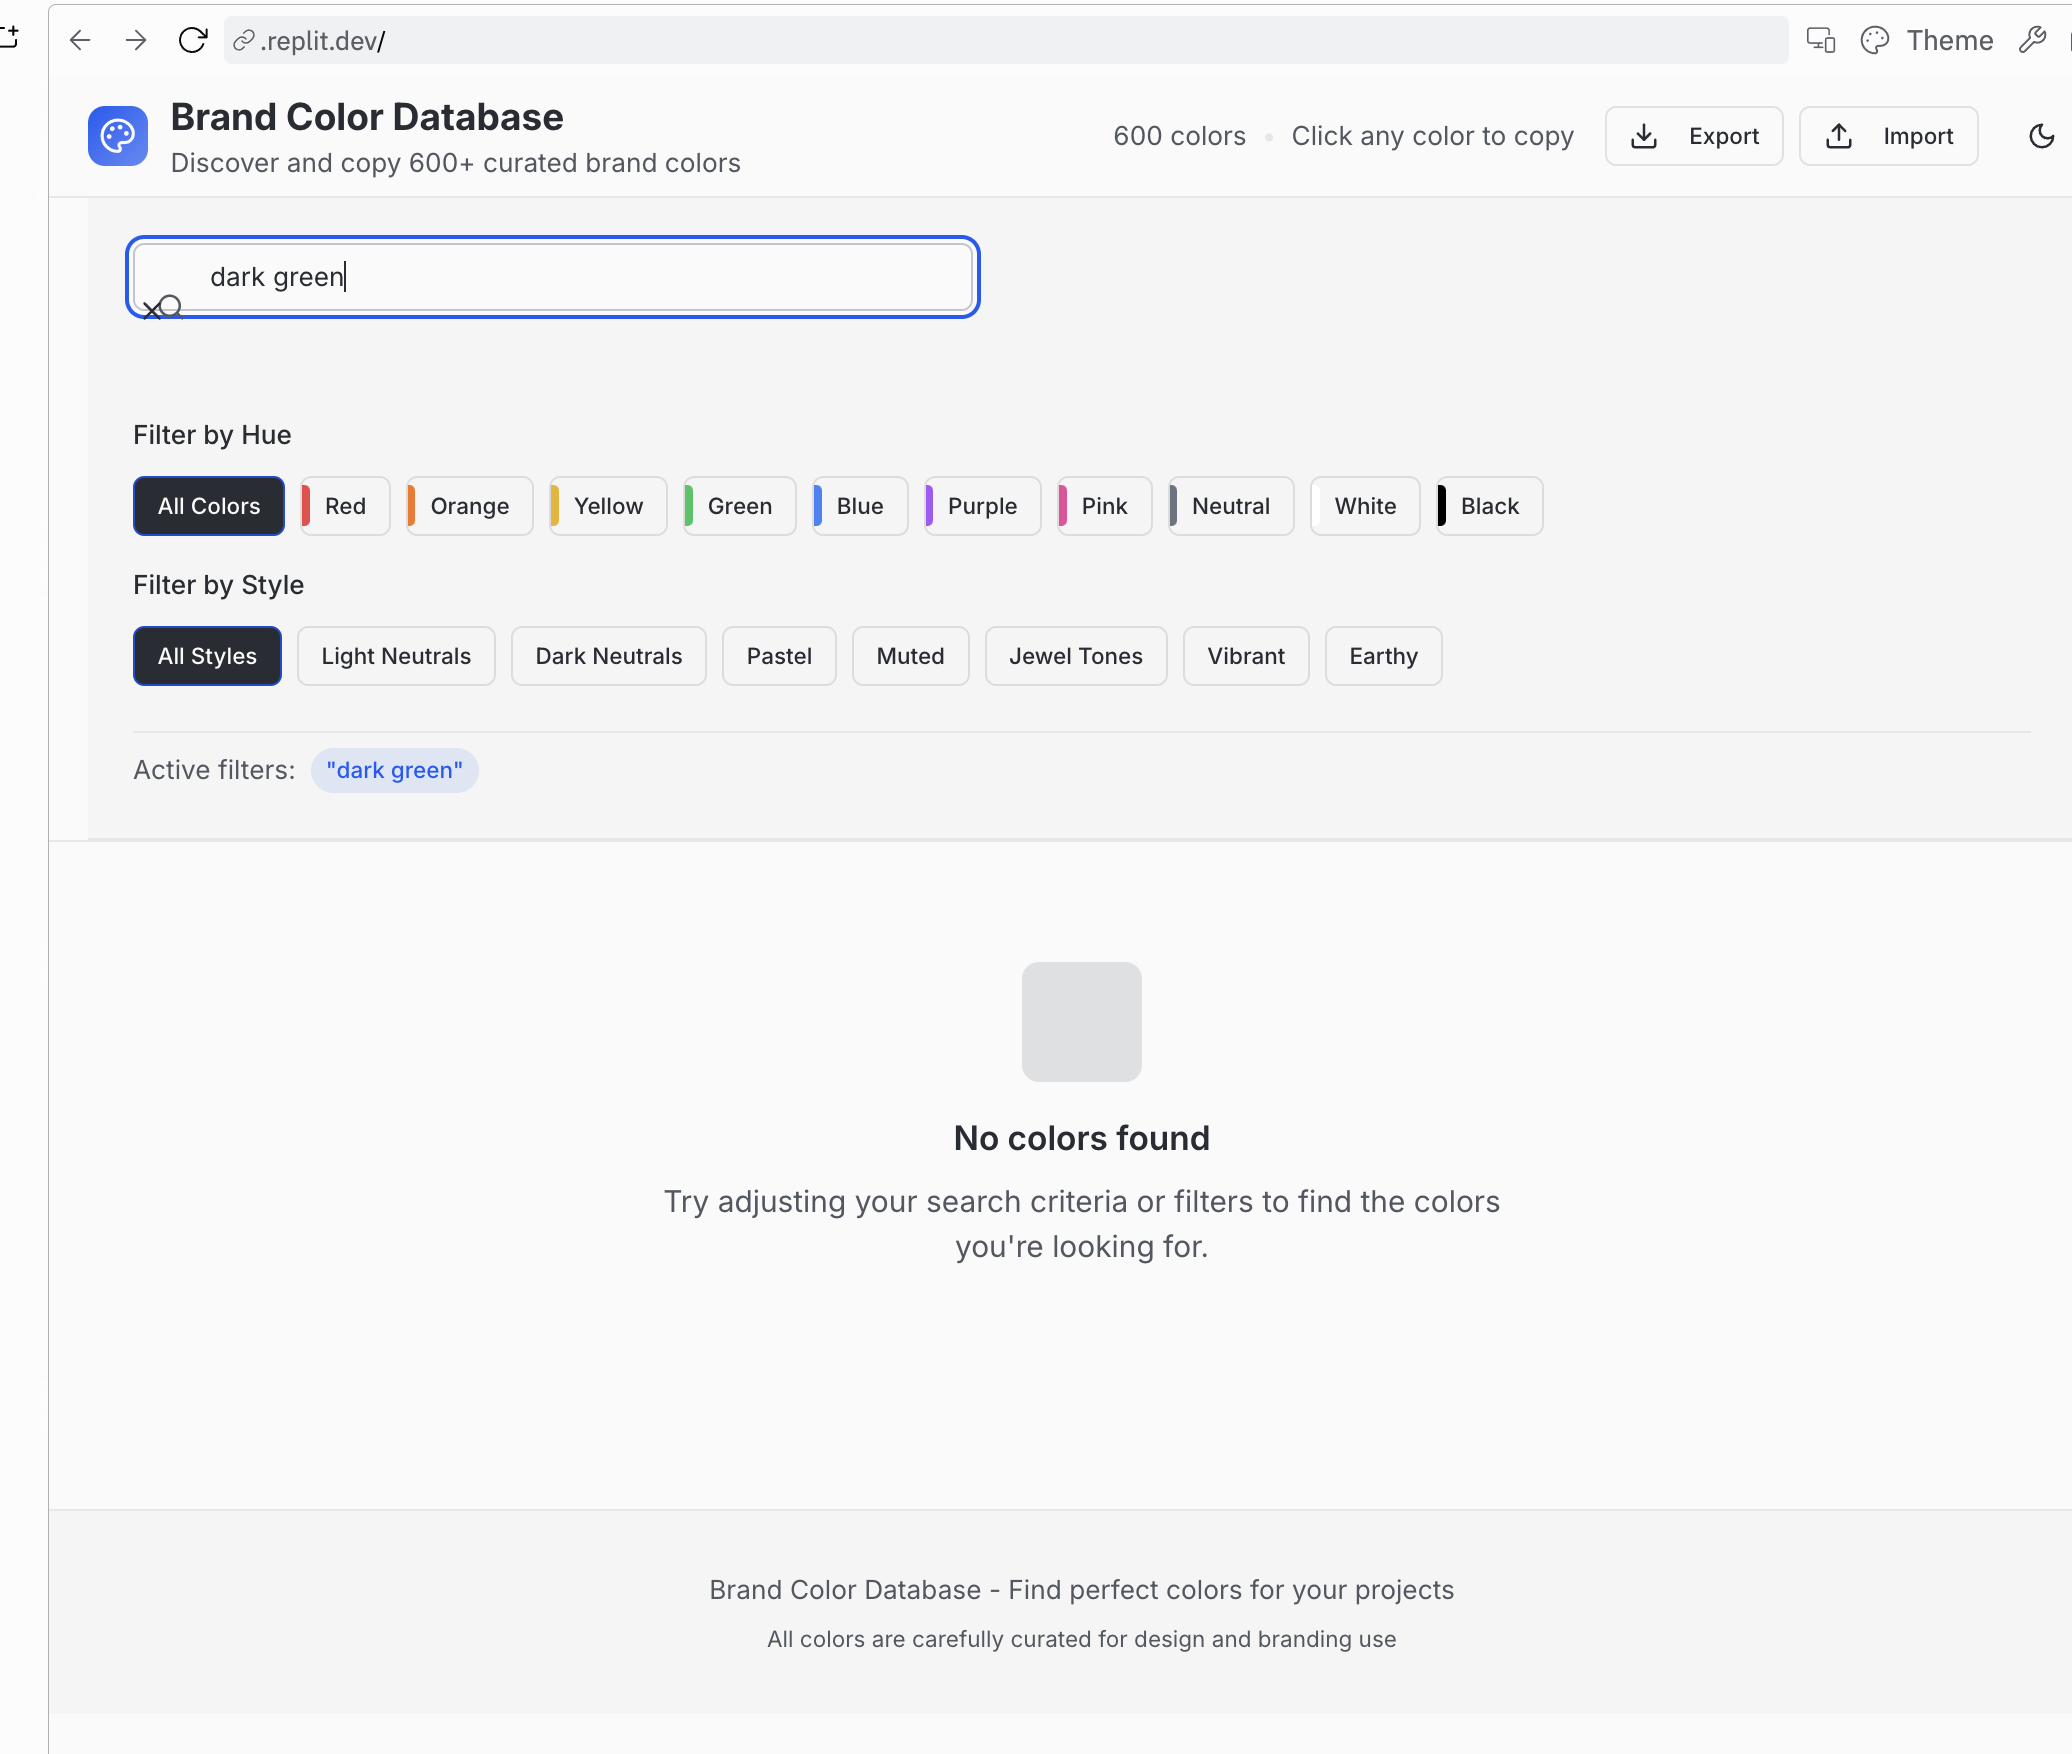 .replit.dev/
Theme
Brand Color Database
Discover and copy 600+ curated brand colors
600 colors • Click any color to copy
Export
Import
dark green
Filter by Hue
All Colors
Red
Orange
Yellow
Green
Blue
Purple
Pink
Neutral
White
Black
Filter by Style
All Styles
Light Neutrals
Dark Neutrals
Pastel
Muted
Jewel Tones
Vibrant
Earthy
Active filters: "dark green"
No colors found
Try adjusting your search criteria or filters to find the colors
you're looking for.
Brand Color Database - Find perfect colors for your projects
All colors are carefully curated for design and branding use